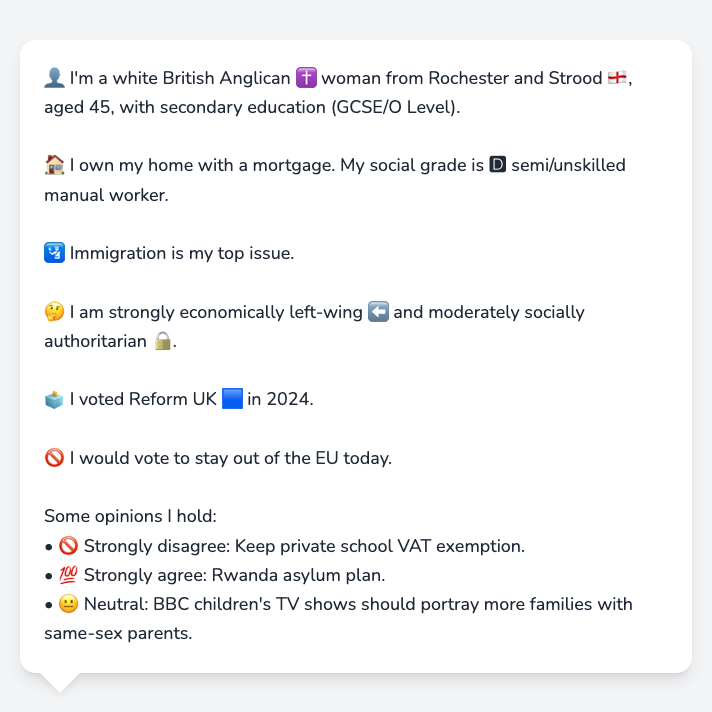 👤 I'm a white British Anglican ✝️ woman from Rochester and Strood 🏴󠁧󠁢󠁥󠁮󠁧󠁿,
aged 45, with secondary education (GCSE/O Level).
🏠 I own my home with a mortgage. My social grade is 🅳 semi/unskilled
manual worker.
🛂 Immigration is my top issue.
🤔 I am strongly economically left-wing ⬅️ and moderately socially
authoritarian 🔒.
🗳️ I voted Reform UK 🟦 in 2024.
🚫 I would vote to stay out of the EU today.
Some opinions I hold:
• 🚫 Strongly disagree: Keep private school VAT exemption.
• 💯 Strongly agree: Rwanda asylum plan.
• 😐 Neutral: BBC children's TV shows should portray more families with
same-sex parents.